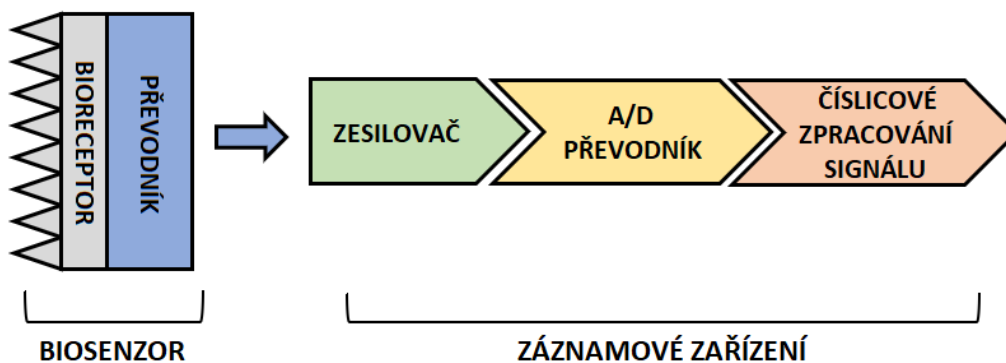 BIORECEPTOR
PŘEVODNÍK
ZESILOVAČ
A/D
PŘEVODNÍK
ČÍSLICOVÉ
ZPRACOVÁNÍ
SIGNÁLU
BIOSENZOR
ZÁZNAMOVÉ ZAŘÍZENÍ